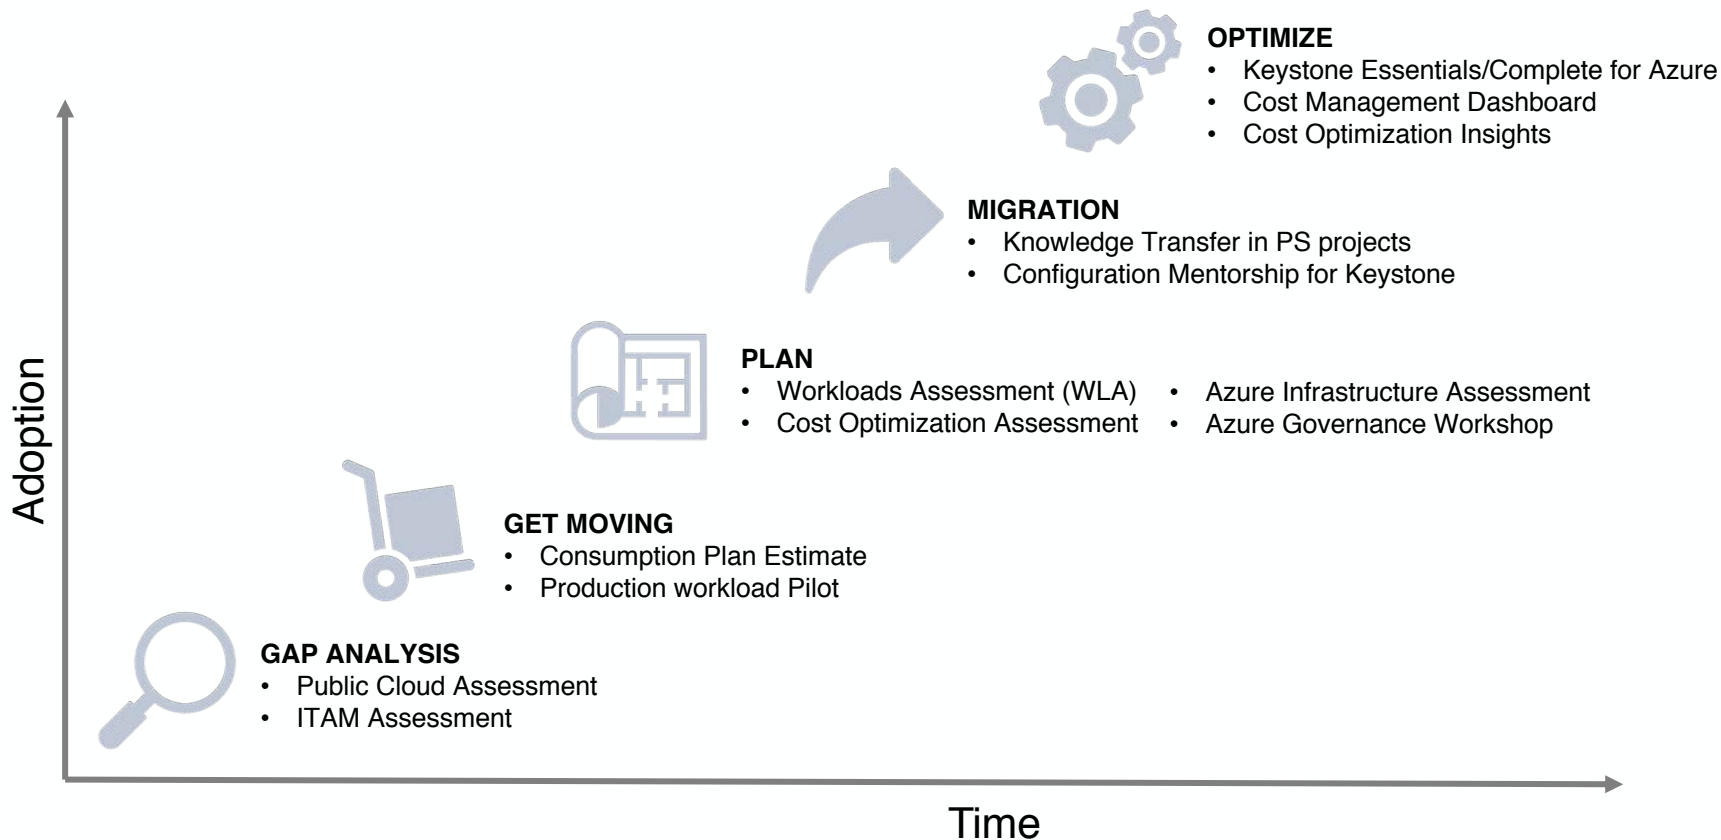 OPTIMIZE
• Keystone Essentials/Complete for Azure
• Cost Management Dashboard
• Cost Optimization Insights
MIGRATION
• Knowledge Transfer in PS projects
• Configuration Mentorship for Keystone
PLAN
• Workloads Assessment (WLA)
• Cost Optimization Assessment
• Azure Infrastructure Assessment
• Azure Governance Workshop
GET MOVING
• Consumption Plan Estimate
• Production workload Pilot
GAP ANALYSIS
• Public Cloud Assessment
• ITAM Assessment
Adoption
Time